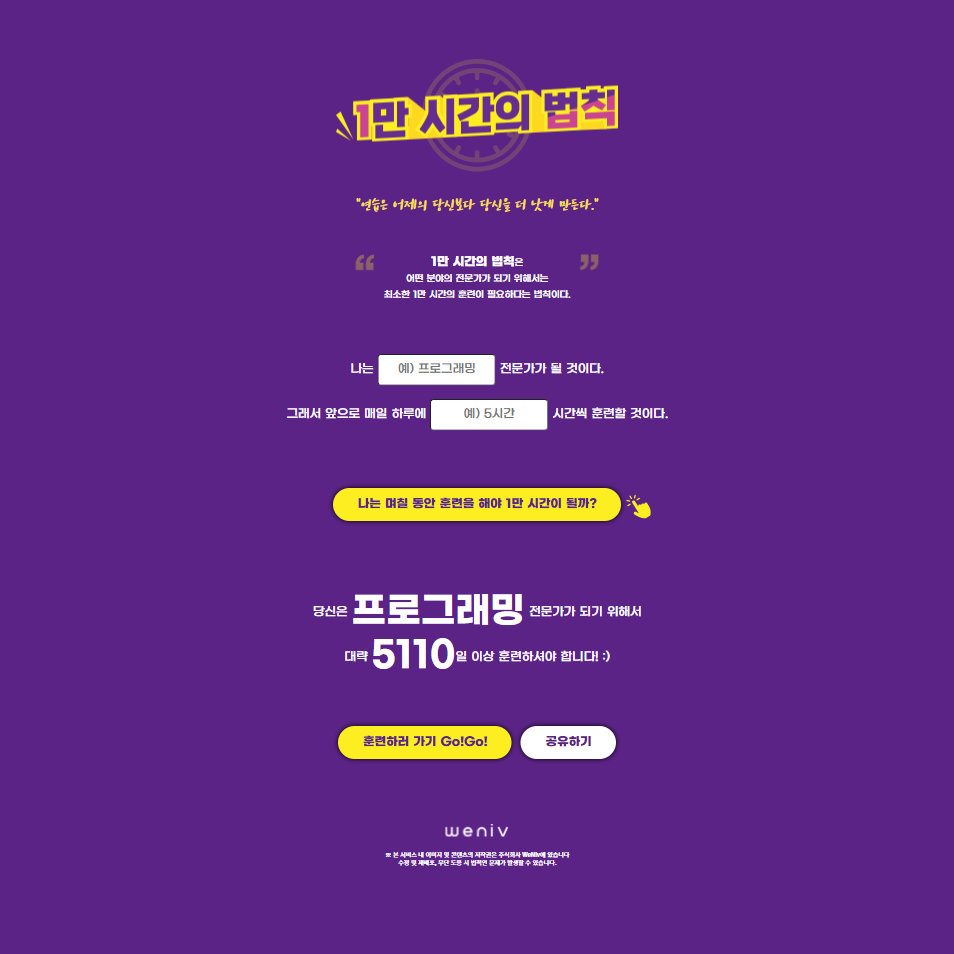 1만 시간의 법칙
"연습은 어제의 당신보다 당신을 더 낫게 만든다."
“ 1만 시간의 법칙은 ”
어떤 분야의 전문가가 되기 위해서는
최소한 1만 시간의 훈련이 필요하다는 법칙이다.
나는 예) 프로그래밍 전문가가 될 것이다.
그래서 앞으로 매일 하루에 예) 5시간 시간씩 훈련할 것이다.
나는 며칠 동안 훈련을 해야 1만 시간이 될까?
당신은 프로그래밍 전문가가 되기 위해서
대략 5110일 이상 훈련하셔야 합니다! :)
훈련하러 가기 Go!Go! 공유하기
weniv
※ 본 서비스 내 이미지 및 콘텐츠의 저작권은 주식회사 WeNiv에 있습니다
수정 및 재배포, 무단 도용 시 법적인 문제가 발생할 수 있습니다.